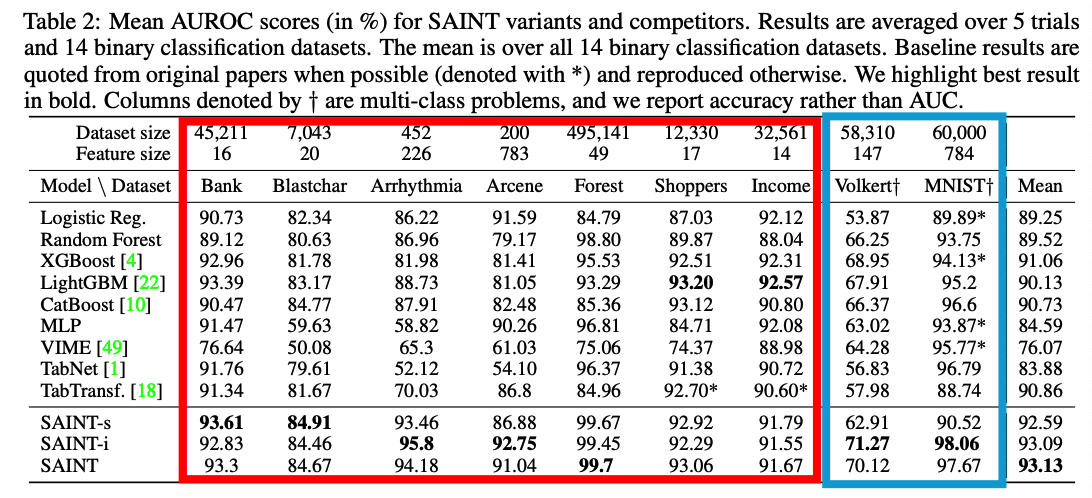 Table 2: Mean AUROC scores (in %) for SAINT variants and competitors. Results are averaged over 5 trials
and 14 binary classification datasets. The mean is over all 14 binary classification datasets. Baseline results are
quoted from original papers when possible (denoted with *) and reproduced otherwise. We highlight best result
in bold. Columns denoted by † are multi-class problems, and we report accuracy rather than AUC.
Dataset size 45,211 7,043 452 200 495,141 12,330 32,561 58,310 60,000
Feature size 16 20 226 783 49 17 14 147 784
Model \ Dataset Bank Blastchar Arrhythmia Arcene Forest Shoppers Income Volkert† MNIST† Mean
Logistic Reg. 90.73 82.34 86.22 91.59 84.79 87.03 92.12 53.87 89.89* 89.25
Random Forest 89.12 80.63 86.96 79.17 98.80 89.87 88.04 66.25 93.75 89.52
XGBoost [4] 92.96 81.78 81.98 81.41 95.53 92.51 92.31 68.95 94.13* 91.06
LightGBM [22] 93.39 83.17 88.73 81.05 93.29 93.20 92.57 67.91 95.2 90.13
CatBoost [10] 90.47 84.77 87.91 82.48 85.36 93.12 90.80 66.37 96.6 90.73
MLP 91.47 59.63 58.82 90.26 96.81 84.71 92.08 63.02 93.87* 84.59
VIME [49] 76.64 50.08 65.3 61.03 75.06 74.37 88.98 64.28 95.77* 76.07
TabNet [1] 91.76 79.61 52.12 54.10 96.37 91.38 90.72 56.83 96.79 83.88
TabTransf. [18] 91.34 81.67 70.03 86.8 84.96 92.70* 90.60* 57.98 88.74 90.86
SAINT-s 93.61 84.91 93.46 86.88 99.67 92.92 91.79 62.91 90.52 92.59
SAINT-i 92.83 84.46 95.8 92.75 99.45 92.29 91.55 71.27 98.06 93.09
SAINT 93.3 84.67 94.18 91.04 99.7 93.06 91.67 70.12 97.67 93.13